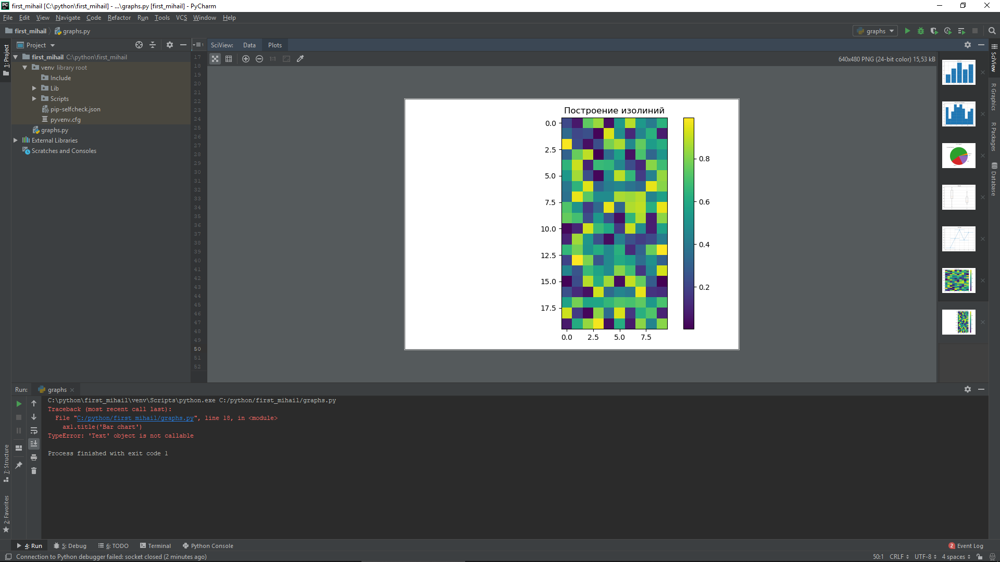 first_mihail [C:\python\first_mihail] - ...\graphs.py [first_mihail] - PyCharm
File Edit View Navigate Code Refactor Run Tools VCS Window Help
first_mihail graphs.py graphs
1: Project
Project
first_mihail C:\python\first_mihail
venv library root
Include
Lib
Scripts
pip-selfcheck.json
pyvenv.cfg
graphs.py
External Libraries
Scratches and Consoles
17
18
19
20
21
22
23
24
25
26
27
28
29
30
31
32
33
34
35
36
37
38
39
40
41
42
43
44
45
46
47
48
49
50
51
52
SciView: Data Plots
1:1
640x480 PNG (24-bit color) 15,53 kB
Построение изолиний
0.0
2.5
5.0
7.5
10.0
12.5
15.0
17.5
0.0 2.5 5.0 7.5
0.8
0.6
0.4
0.2
SciView
R Graphics
R Packages
Database
Run: graphs
C:\python\first_mihail\venv\Scripts\python.exe C:/python/first_mihail/graphs.py
Traceback (most recent call last):
File "C:/python/first_mihail/graphs.py", line 18, in <module>
ax1.title('Bar chart')
TypeError: 'Text' object is not callable
Process finished with exit code 1
7: Structure
2: Favorites
4: Run 5: Debug 6: TODO Terminal Python Console 2 Event Log
Connection to Python debugger failed: socket closed (2 minutes ago) 50:1 CRLF UTF-8 4 spaces